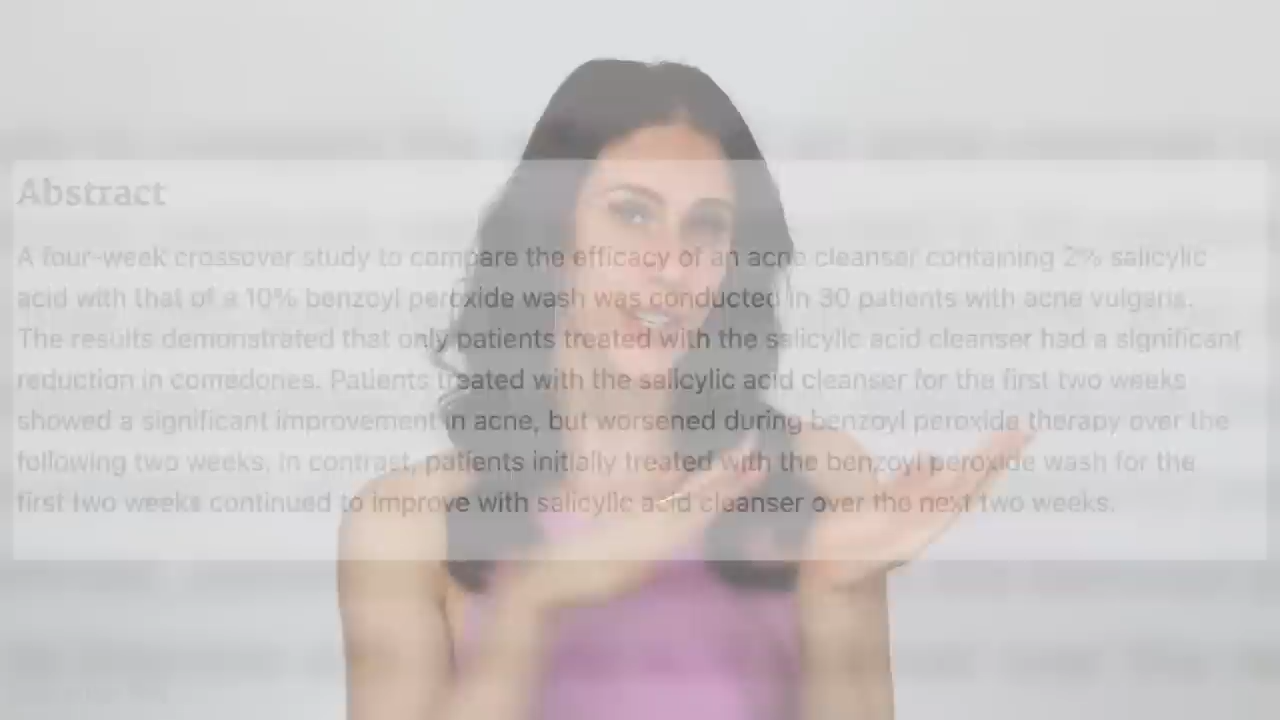 Abstract
A four-week crossover study to compare the efficacy of an acne cleanser containing 2% salicylic
acid with that of a 10% benzoyl peroxide wash was conducted in 30 patients with acne vulgaris.
The results demonstrated that only patients treated with the salicylic acid cleanser had a significant
reduction in comedones. Patients treated with the salicylic acid cleanser for the first two weeks
showed a significant improvement in acne, but worsened during benzoyl peroxide therapy over the
following two weeks. In contrast, patients initially treated with the benzoyl peroxide wash for the
first two weeks continued to improve with salicylic acid cleanser over the next two weeks.